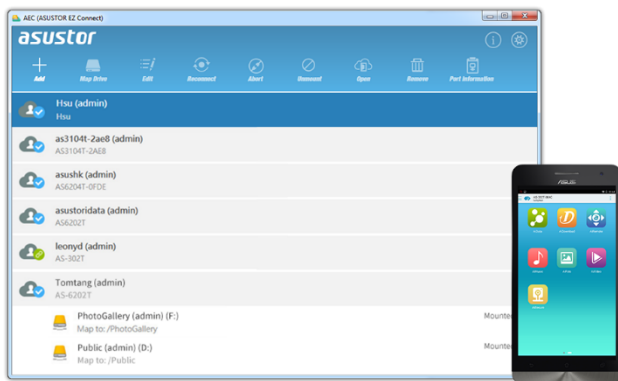 AEC (ASUSTOR EZ Connect)
asustor
Add
Map Drive
Edit
Reconnect
Abort
Unmount
Open
Remove
Port Information
Hsu (admin)
Hsu
as3104t-2ae8 (admin)
AS3104T-2AE8
asushk (admin)
AS6204T-0FDE
asustoridata (admin)
AS6202T
leonyd (admin)
AS-302T
Tomtang (admin)
AS-6202T
PhotoGallery (admin) (F:)
Mounted
Map to: /PhotoGallery
Public (admin) (D:)
Mounted
Map to: /Public
ASUS